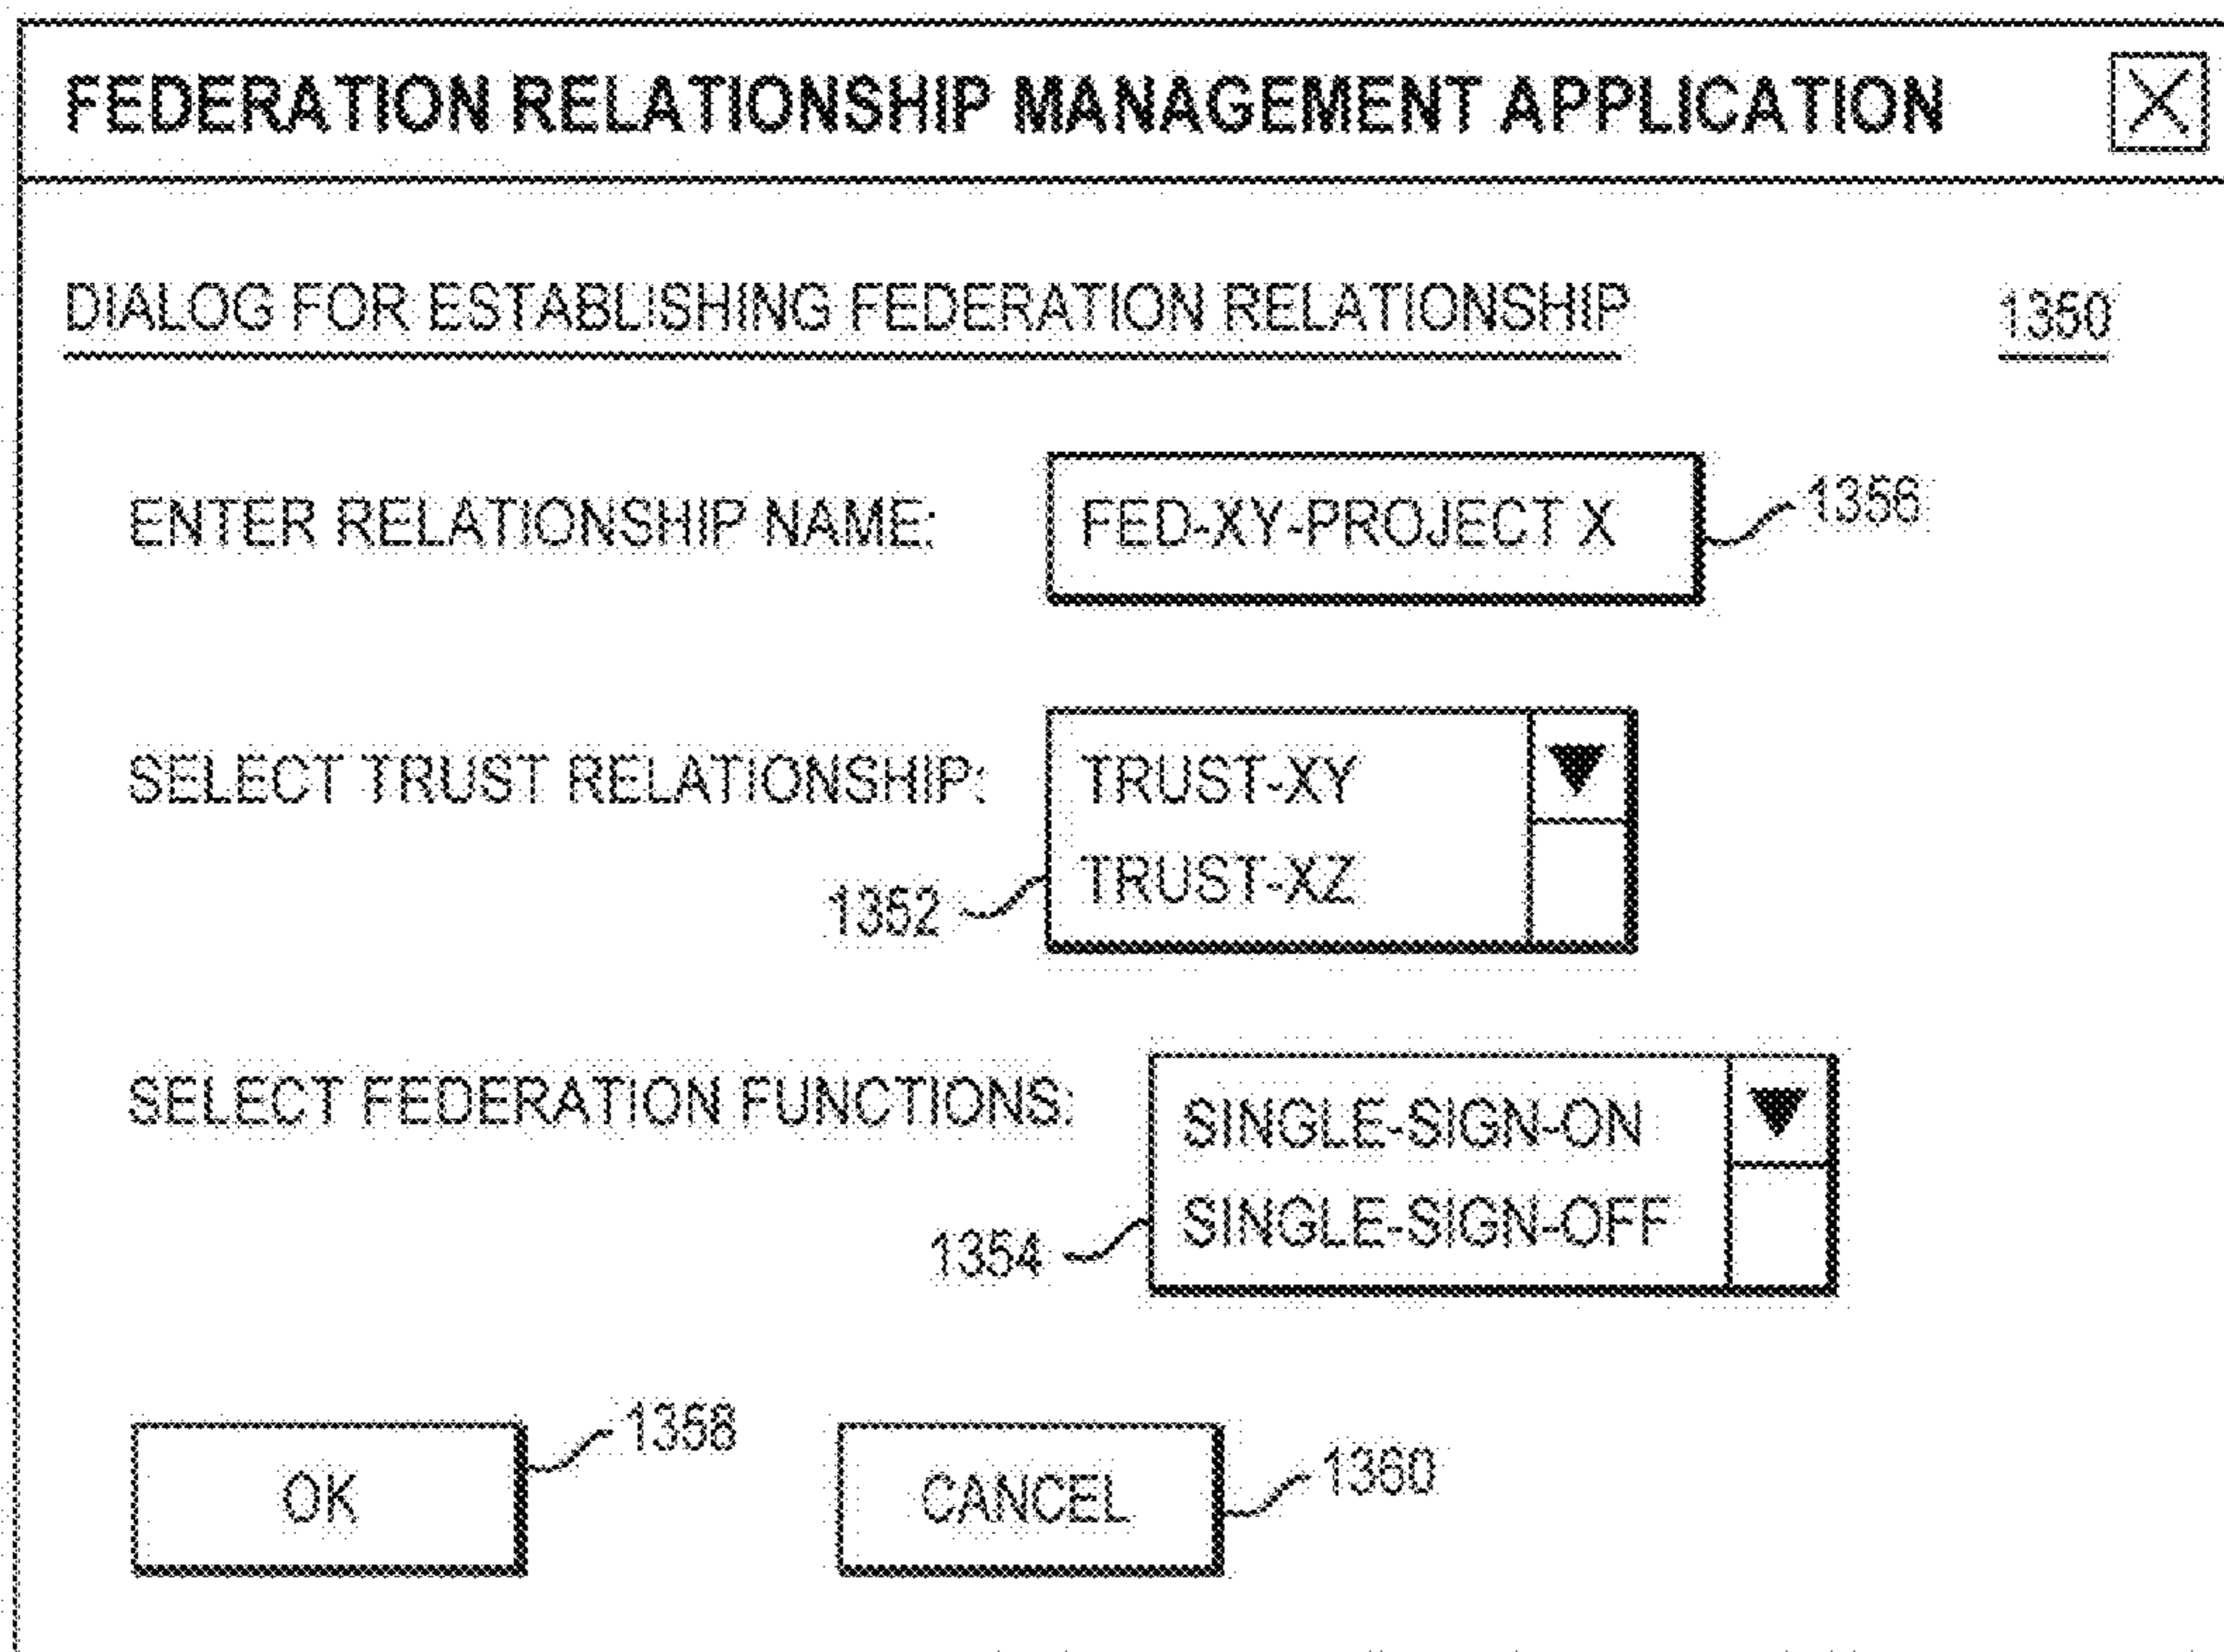 FEDERATION RELATIONSHIP MANAGEMENT APPLICATION
DIALOG FOR ESTABLISHING FEDERATION RELATIONSHIP 1350
ENTER RELATIONSHIP NAME: FED-XY-PROJECT X 1356
SELECT TRUST RELATIONSHIP: TRUST-XY
1352 TRUST-XZ
SELECT FEDERATION FUNCTIONS: SINGLE-SIGN-ON
1354 SINGLE-SIGN-OFF
OK 1358 CANCEL 1360